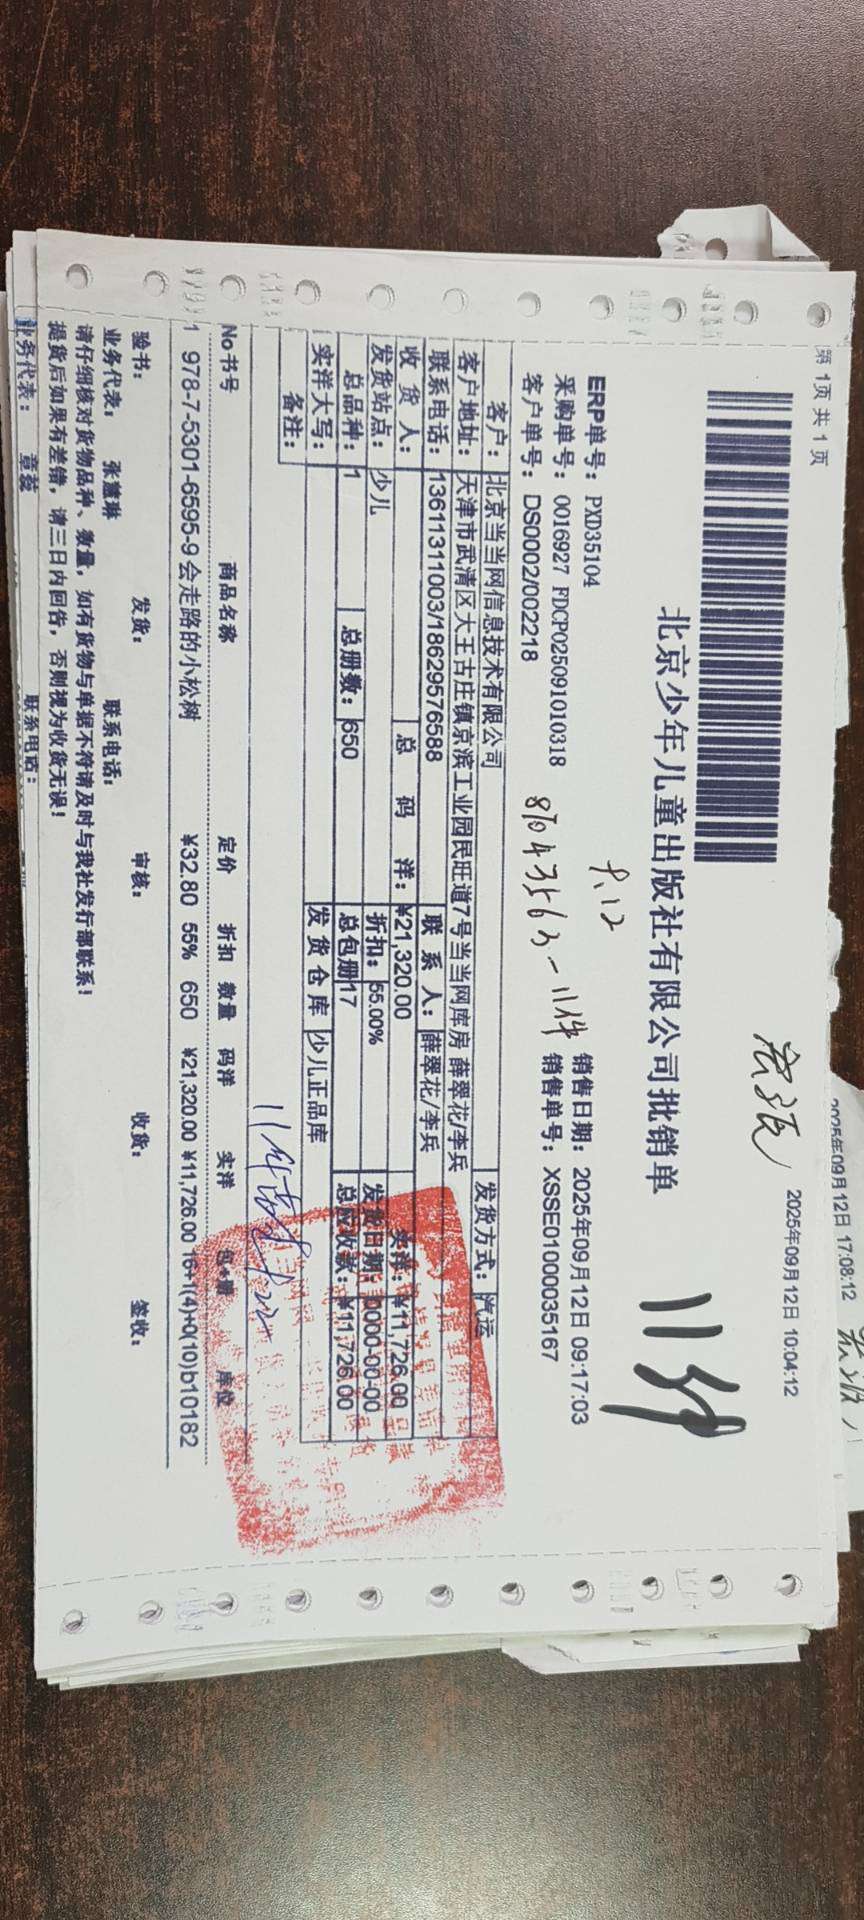 第 1页 共 1 页
2025年09月12日 10:04:12
北京少年儿童出版社有限公司批销单
11件
9.12
ERP单号： PXD35104
销售日期： 2025年09月12日 09:17:03
采购单号： 0016927 FDCP025091010318
销售单号： XSSE01000035167
客户单号： DS0002/002218
81043563-11件
客户： 北京当当网信息技术有限公司 发货方式： 汽运
客户地址： 天津市武清区大王古庄镇京滨工业园民旺道7号当当网库房 薛翠花/李兵
联系电话： 13611311003/18629576588 联 系 人： 薛翠花/李兵
收 货 人： 总 码 洋： ¥21,320.00 实洋： ¥11,726.00
发货站点： 少儿 折扣： 55.00% 发货日期： 0000-00-00
总品种： 1 总册数： 650 总包册 17 总应收款： ¥11,726.00
实洋大写： 发 货 仓 库 少儿正品库
备注：
11件
No 书号 商品名称 定价 折扣 数量 码洋 实洋 包*册 库位
1 978-7-5301-6595-9 会走路的小松树 ¥32.80 55% 650 ¥21,320.00 ¥11,726.00 16+1(4)+0(10) b10182
验书： 发货： 审核： 收货： 签收：
业务代表： 张慧琳 联系电话：
请仔细核对货物品种、数量，如有货物与单据不符请及时与我社发行部联系！
提货后如果有差错，请三日内回告，否则视为收货无误！
业务代表： 章蕊 联系电话：
2025年09月12日 17:08:12